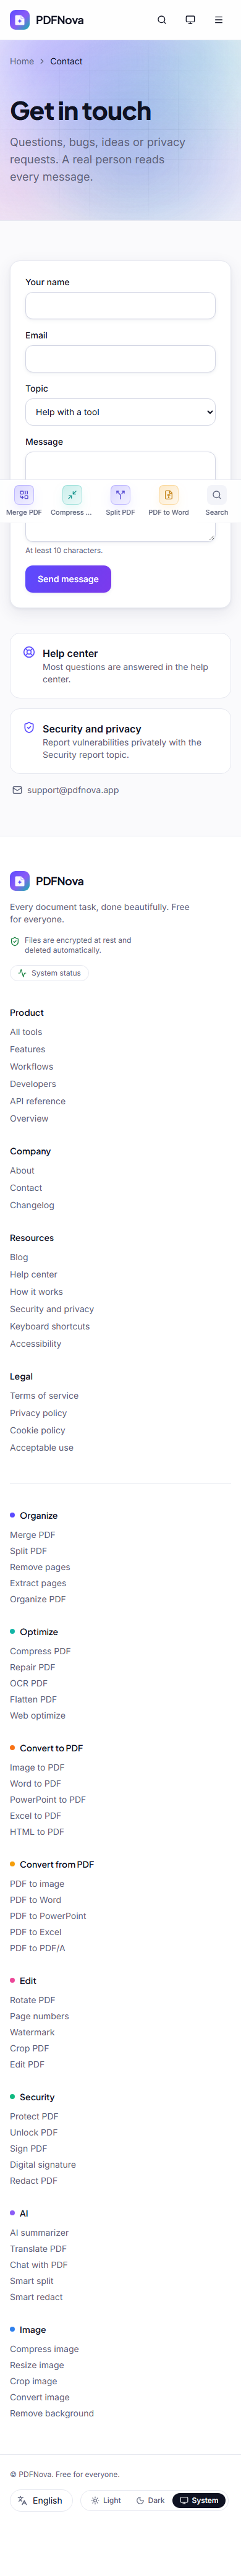 PDFNova
Home > Contact
Get in touch
Questions, bugs, ideas or privacy
requests. A real person reads
every message.
Your name
Email
Topic
Help with a tool
Message
Merge PDF Compress ... Split PDF PDF to Word Search
At least 10 characters.
Send message
Help center
Most questions are answered in the help
center.
Security and privacy
Report vulnerabilities privately with the
Security report topic.
support@pdfnova.app
PDFNova
Every document task, done beautifully. Free
for everyone.
Files are encrypted at rest and
deleted automatically.
System status
Product
All tools
Features
Workflows
Developers
API reference
Overview
Company
About
Contact
Changelog
Resources
Blog
Help center
How it works
Security and privacy
Keyboard shortcuts
Accessibility
Legal
Terms of service
Privacy policy
Cookie policy
Acceptable use
Organize
Merge PDF
Split PDF
Remove pages
Extract pages
Organize PDF
Optimize
Compress PDF
Repair PDF
OCR PDF
Flatten PDF
Web optimize
Convert to PDF
Image to PDF
Word to PDF
PowerPoint to PDF
Excel to PDF
HTML to PDF
Convert from PDF
PDF to image
PDF to Word
PDF to PowerPoint
PDF to Excel
PDF to PDF/A
Edit
Rotate PDF
Page numbers
Watermark
Crop PDF
Edit PDF
Security
Protect PDF
Unlock PDF
Sign PDF
Digital signature
Redact PDF
AI
AI summarizer
Translate PDF
Chat with PDF
Smart split
Smart redact
Image
Compress image
Resize image
Crop image
Convert image
Remove background
© PDFNova. Free for everyone.
English Light Dark System